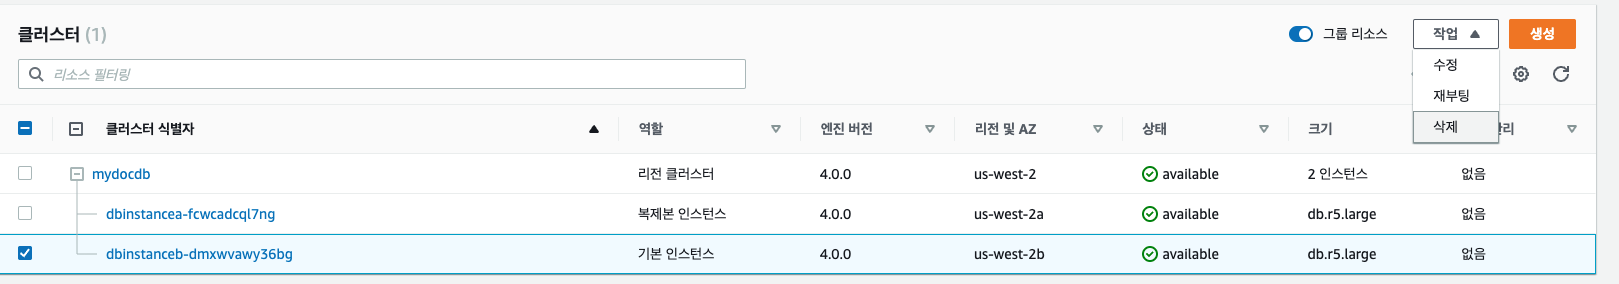 클러스터 (1)
그룹 리소스
작업
생성
리소스 필터링
수정
재부팅
삭제
클러스터 식별자 역할 엔진 버전 리전 및 AZ 상태 크기
mydocdb 리전 클러스터 4.0.0 us-west-2 available 2 인스턴스 없음
dbinstancea-fcwcadcql7ng 복제본 인스턴스 4.0.0 us-west-2a available db.r5.large 없음
dbinstanceb-dmxwvawy36bg 기본 인스턴스 4.0.0 us-west-2b available db.r5.large 없음